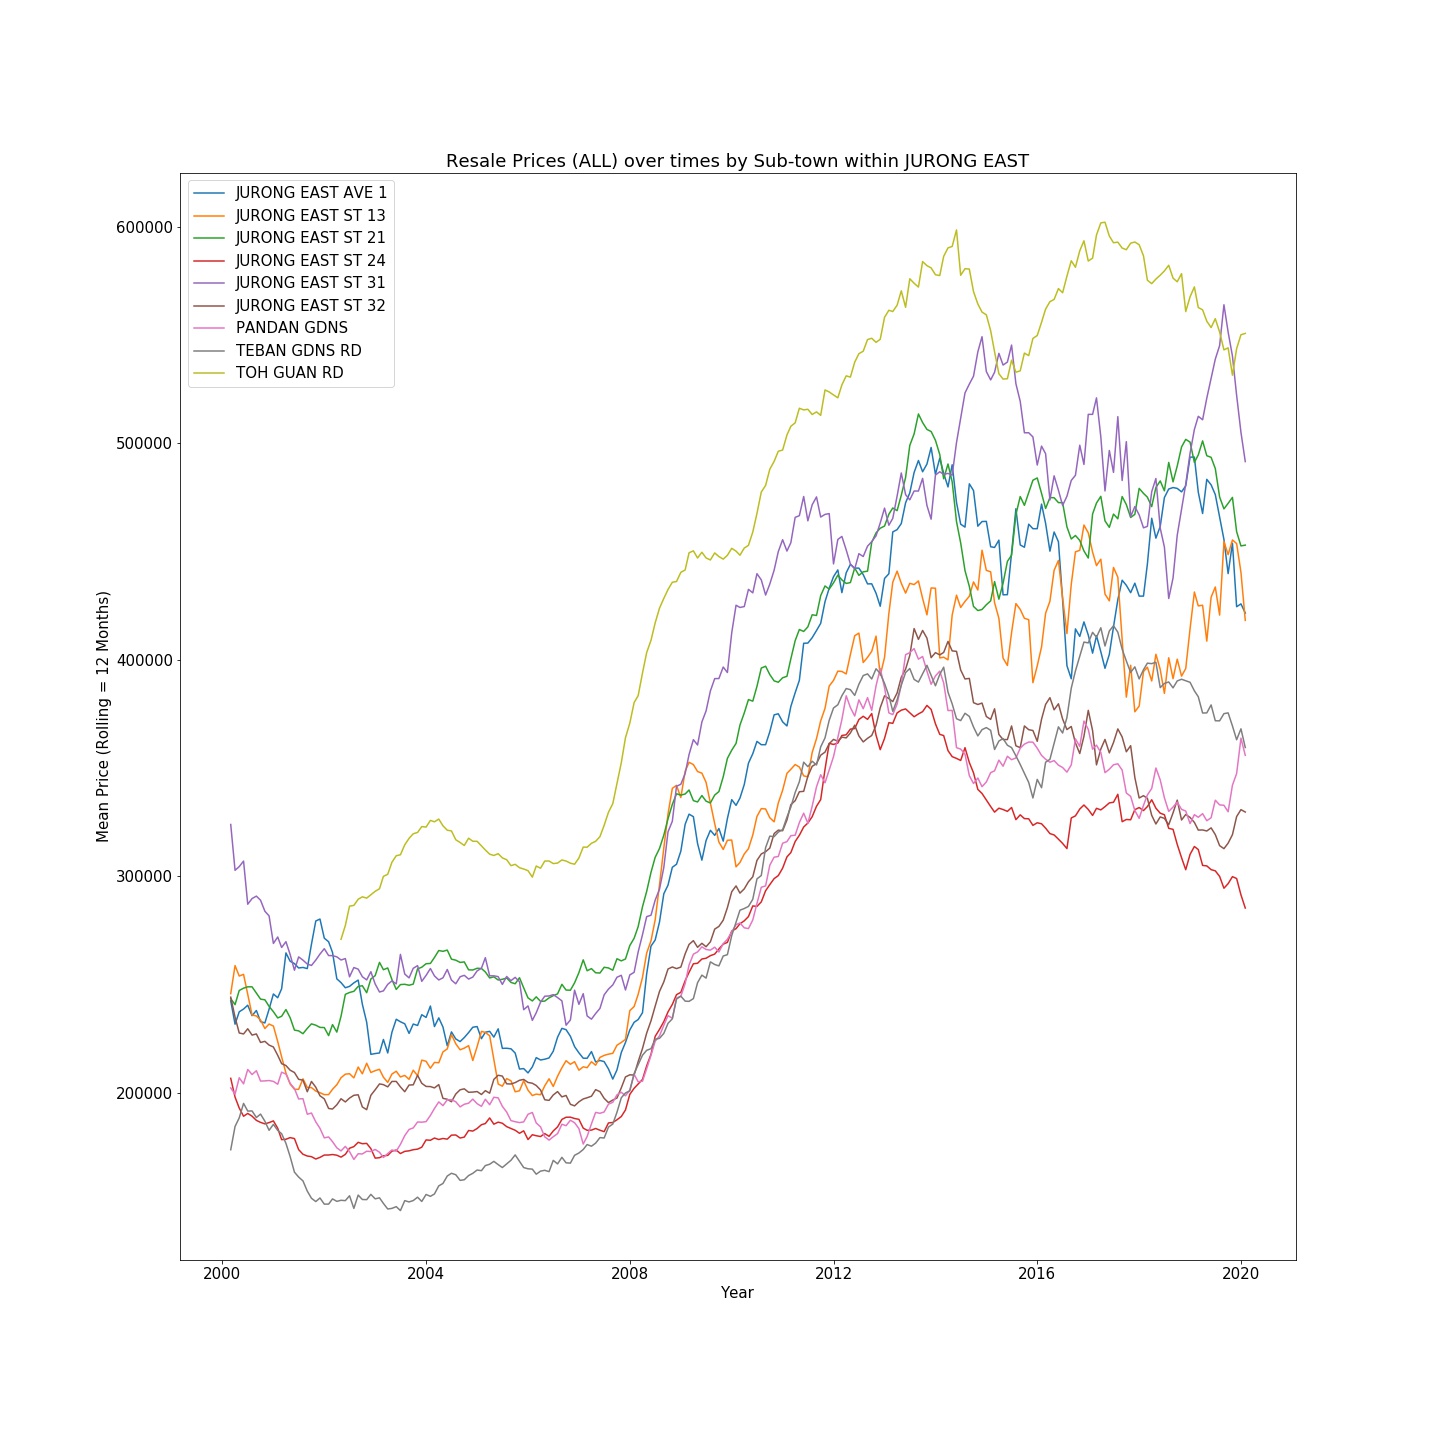 Resale Prices (ALL) over times by Sub-town within JURONG EAST
JURONG EAST AVE 1
JURONG EAST ST 13
JURONG EAST ST 21
JURONG EAST ST 24
JURONG EAST ST 31
JURONG EAST ST 32
PANDAN GDNS
TEBAN GDNS RD
TOH GUAN RD
600000
500000
400000
300000
200000
Mean Price (Rolling = 12 Months)
2000 2004 2008 2012 2016 2020
Year